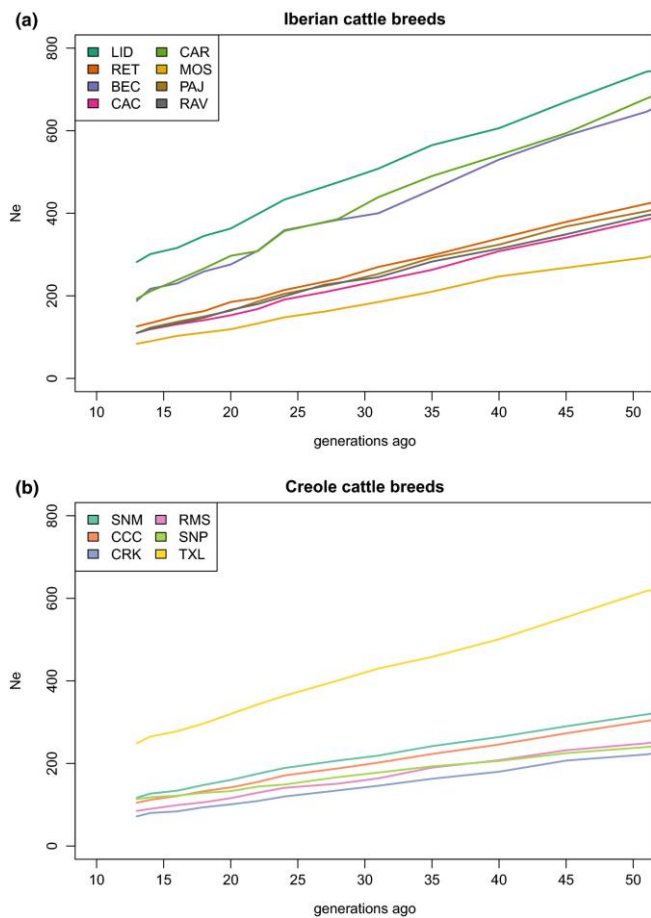 (a)
Iberian cattle breeds
LID CAR
RET MOS
BEC PAJ
CAC RAV
800
600
400
200
0
Ne
10 15 20 25 30 35 40 45 50
generations ago
(b)
Creole cattle breeds
SNM RMS
CCC SNP
CRK TXL
800
600
400
200
0
Ne
10 15 20 25 30 35 40 45 50
generations ago